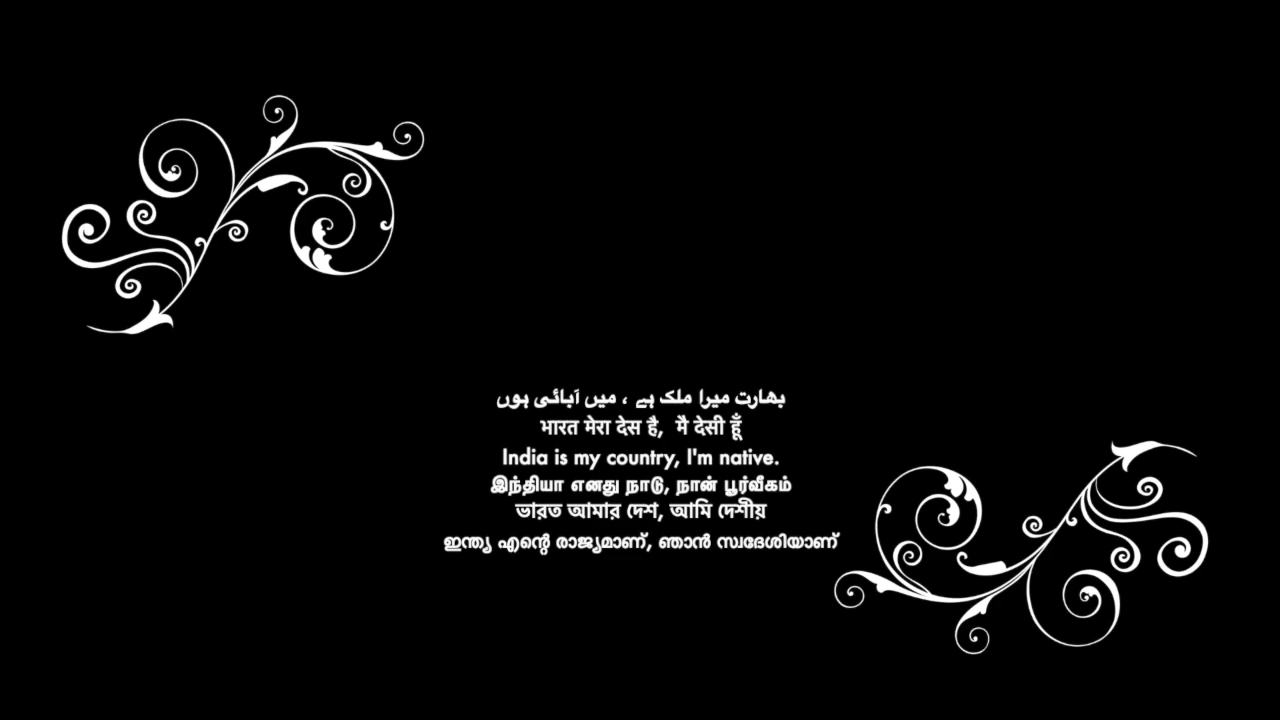 بھارت میرا ملک ہے ، میں آبائی ہوں
भारत मेरा देस है, मै देसी हूँ
India is my country, I'm native.
இந்தியா எனது நாடு, நான் பூர்வீகம்
ভারত আমার দেশ, আমি দেশীয়
ഇന്ത്യ എന്റെ രാജ്യമാണ്, ഞാൻ സ്വദേശിയാണ്